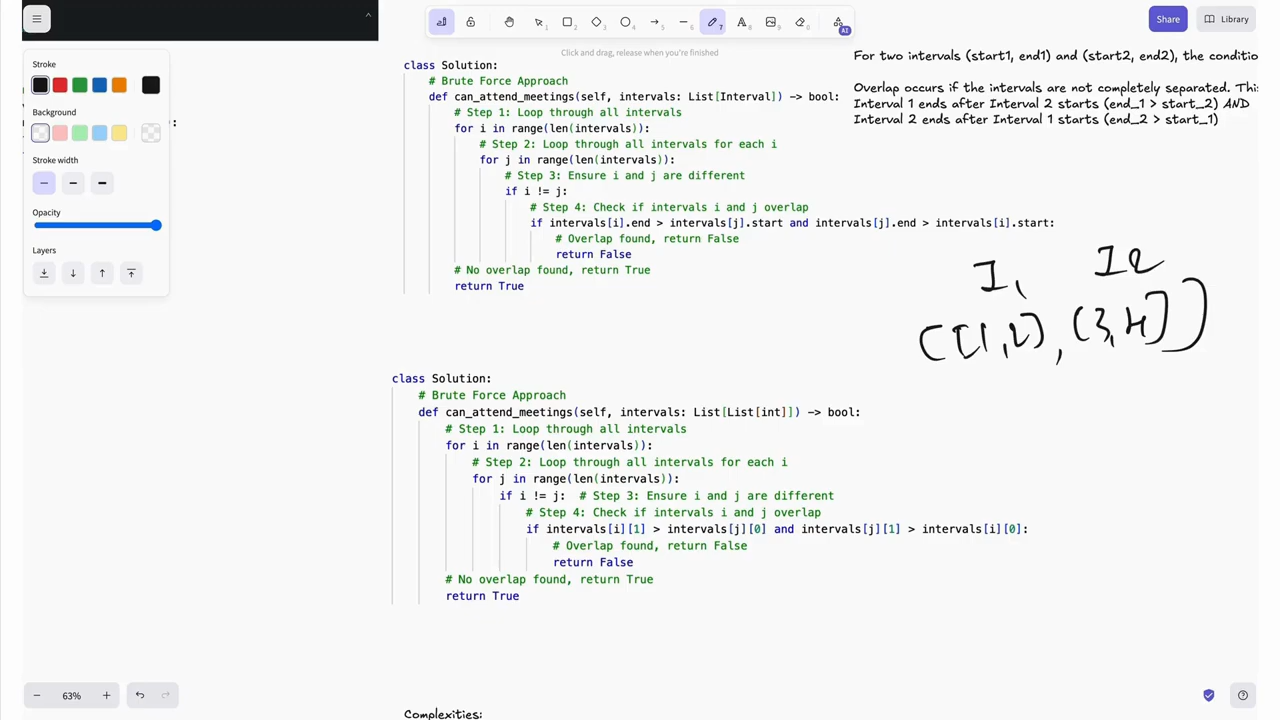 Share
Library
Click and drag, release when you're finished
Stroke
Background
Stroke width
Opacity
Layers
class Solution:
# Brute Force Approach
def can_attend_meetings(self, intervals: List[Interval]) -> bool:
# Step 1: Loop through all intervals
for i in range(len(intervals)):
# Step 2: Loop through all intervals for each i
for j in range(len(intervals)):
# Step 3: Ensure i and j are different
if i != j:
# Step 4: Check if intervals i and j overlap
if intervals[i].end > intervals[j].start and intervals[j].end > intervals[i].start:
# Overlap found, return False
return False
# No overlap found, return True
return True
For two intervals (start1, end1) and (start2, end2), the conditio
Overlap occurs if the intervals are not completely separated. Thi
Interval 1 ends after Interval 2 starts (end_1 > start_2) AND
Interval 2 ends after Interval 1 starts (end_2 > start_1)
I1 I2
([1,2), (3,4])
class Solution:
# Brute Force Approach
def can_attend_meetings(self, intervals: List[List[int]]) -> bool:
# Step 1: Loop through all intervals
for i in range(len(intervals)):
# Step 2: Loop through all intervals for each i
for j in range(len(intervals)):
if i != j: # Step 3: Ensure i and j are different
# Step 4: Check if intervals i and j overlap
if intervals[i][1] > intervals[j][0] and intervals[j][1] > intervals[i][0]:
# Overlap found, return False
return False
# No overlap found, return True
return True
63%
Complexities: